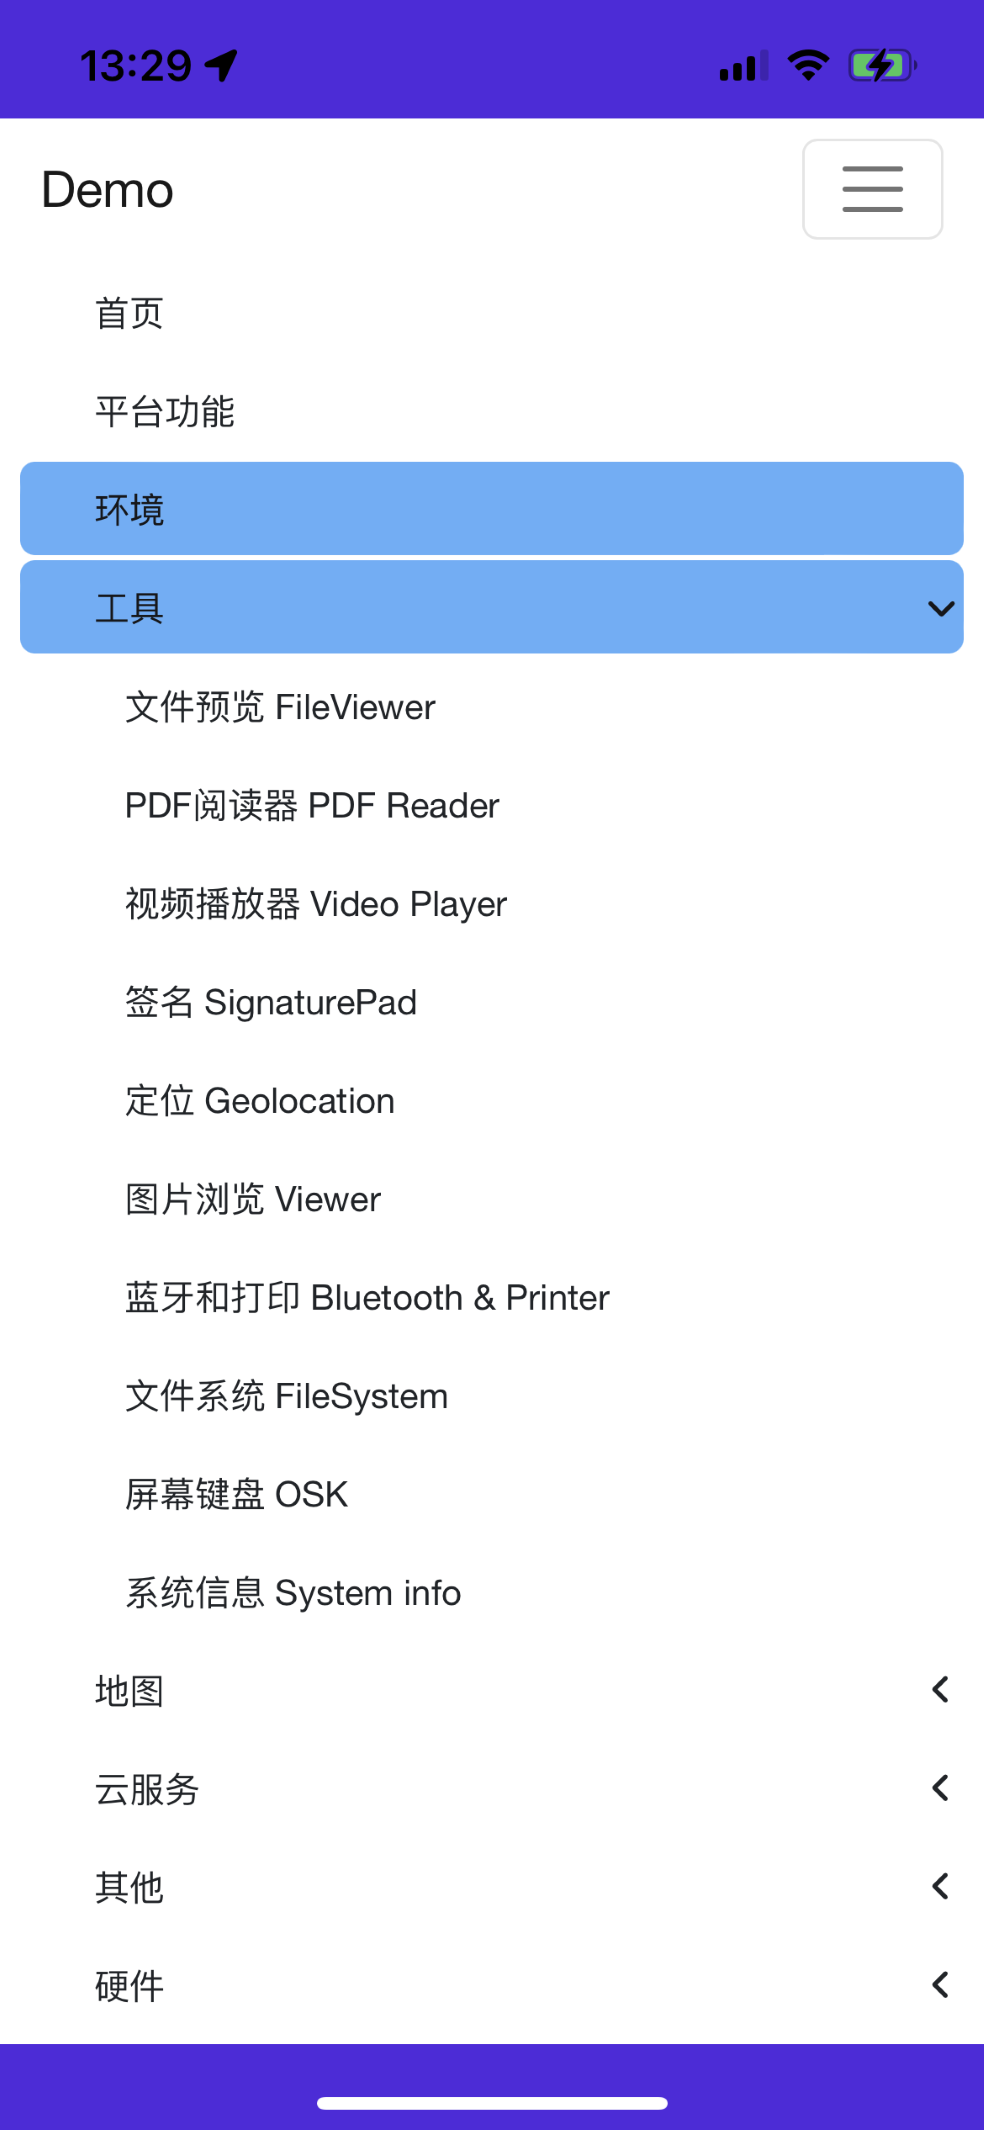 13:29
Demo
首页
平台功能
环境
工具
文件预览 FileViewer
PDF阅读器 PDF Reader
视频播放器 Video Player
签名 SignaturePad
定位 Geolocation
图片浏览 Viewer
蓝牙和打印 Bluetooth & Printer
文件系统 FileSystem
屏幕键盘 OSK
系统信息 System info
地图
云服务
其他
硬件